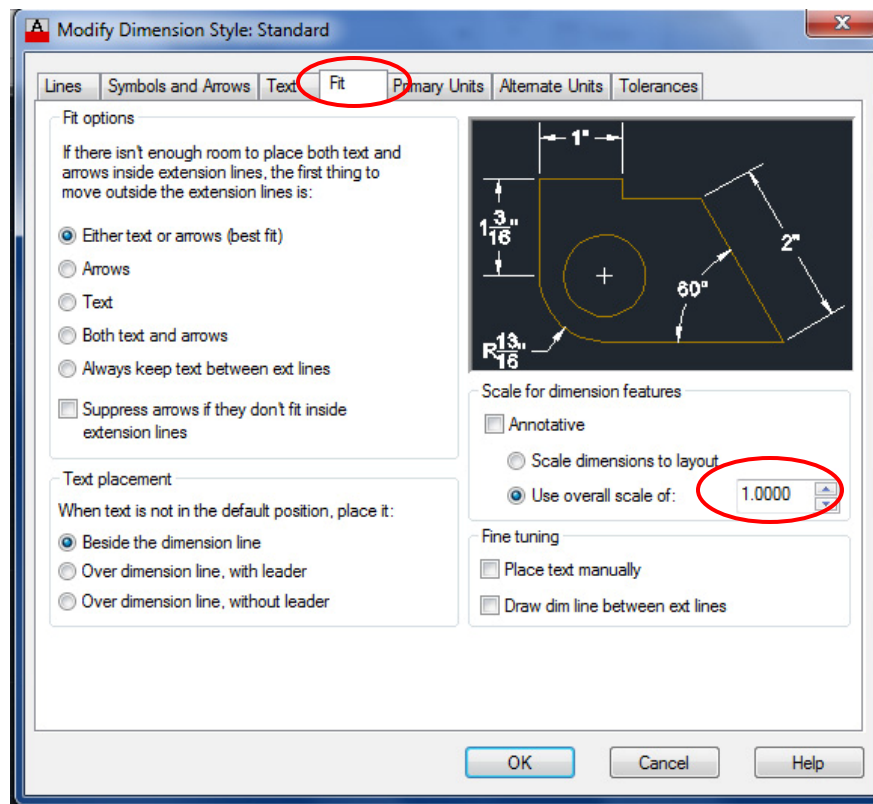 Modify Dimension Style: Standard
Lines Symbols and Arrows Text Fit Primary Units Alternate Units Tolerances
Fit options
If there isn't enough room to place both text and
arrows inside extension lines, the first thing to
move outside the extension lines is:
Either text or arrows (best fit)
Arrows
Text
Both text and arrows
Always keep text between ext lines
Suppress arrows if they don't fit inside
extension lines
Text placement
When text is not in the default position, place it:
Beside the dimension line
Over dimension line, with leader
Over dimension line, without leader
1"
1 3/16"
2"
60°
R13/16"
Scale for dimension features
Annotative
Scale dimensions to layout
Use overall scale of: 1.0000
Fine tuning
Place text manually
Draw dim line between ext lines
OK Cancel Help